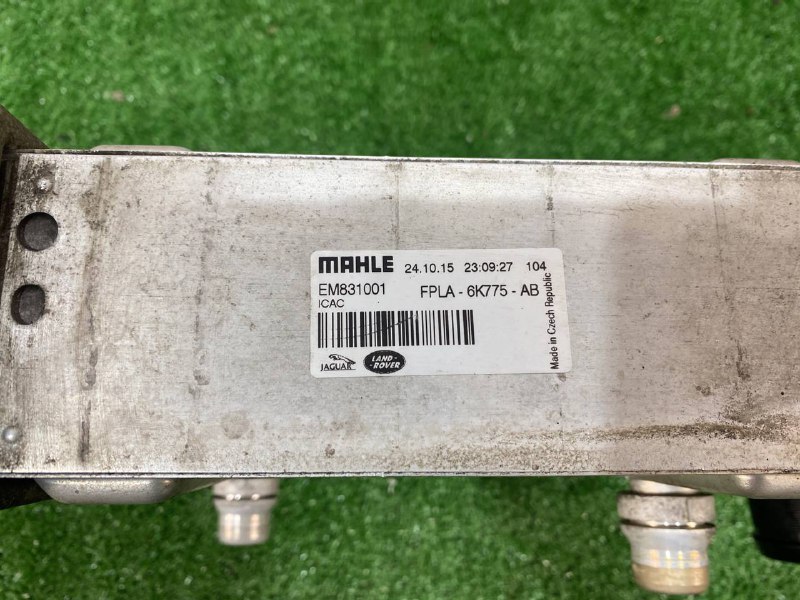 MAHLE 24.10.15 23:09:27 104
EM831001 FPLA - 6K775 - AB
ICAC
JAGUAR LAND-ROVER
Made in Czech Republic